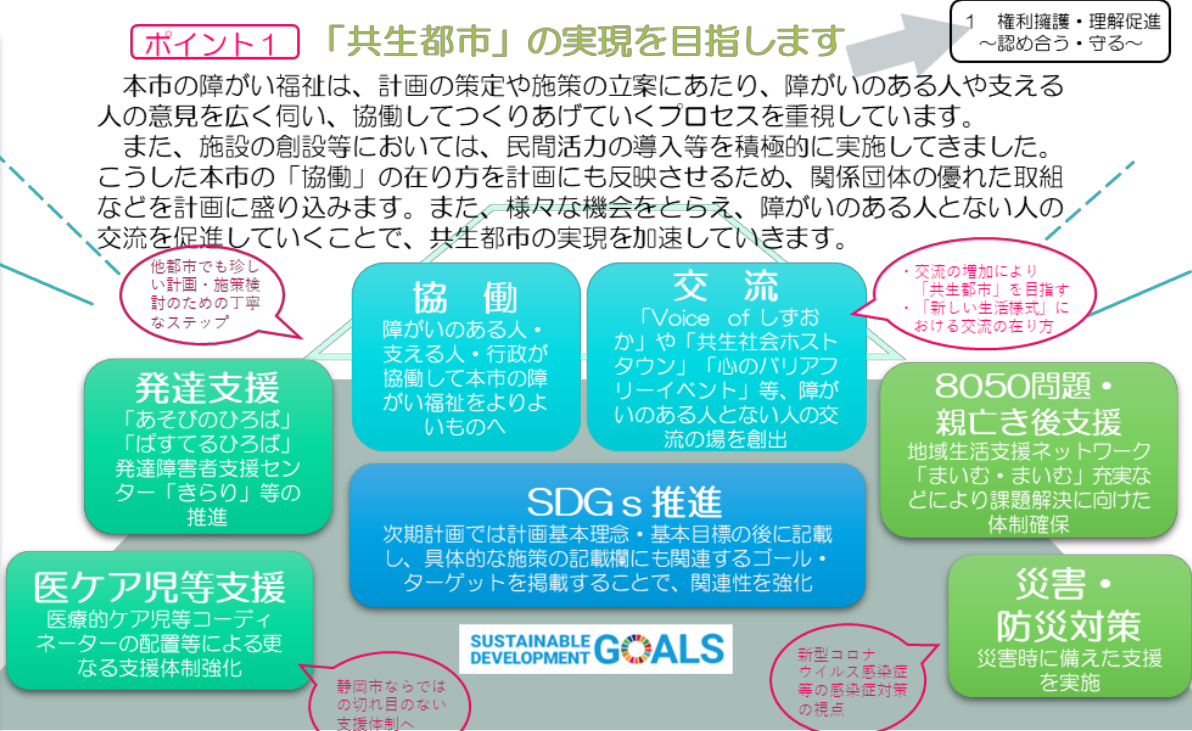 ポイント1 「共生都市」の実現を目指します
1 権利擁護・理解促進
～認め合う・守る～
本市の障がい福祉は、計画の策定や施策の立案にあたり、障がいのある人や支える
人の意見を広く伺い、協働してつくりあげていくプロセスを重視しています。
また、施設の創設等においては、民間活力の導入等を積極的に実施してきました。
こうした本市の「協働」の在り方を計画にも反映させるため、関係団体の優れた取組
などを計画に盛り込みます。また、様々な機会をとらえ、障がいのある人とない人の
交流を促進していくことで、共生都市の実現を加速していきます。
他都市でも珍し
い計画・施策検
討のための丁寧
なステップ
協 働
障がいのある人・
支える人・行政が
協働して本市の障
がい福祉をよりよ
いものへ
交 流
「Voice of しずお
か」や「共生社会ホスト
タウン」「心のバリアフ
リーイベント」等、障が
いのある人とない人の交
流の場を創出
・交流の増加により
「共生都市」を目指す
・「新しい生活様式」に
おける交流の在り方
発達支援
「あそびのひろば」
「ぱすてるひろば」
発達障害者支援セン
ター「きらり」等の
推進
8050問題・
親亡き後支援
地域生活支援ネットワーク
「まいむ・まいむ」充実な
どにより課題解決に向けた
体制確保
SDGｓ推進
次期計画では計画基本理念・基本目標の後に記載
し、具体的な施策の記載欄にも関連するゴール・
ターゲットを掲載することで、関連性を強化
医ケア児等支援
医療的ケア児等コーディ
ネーターの配置等による更
なる支援体制強化
災害・
防災対策
災害時に備えた支援
を実施
SUSTAINABLE
DEVELOPMENT GOALS
静岡市ならでは
の切れ目のない
支援体制へ
新型コロナ
ウイルス感染症
等の感染症対策
の視点